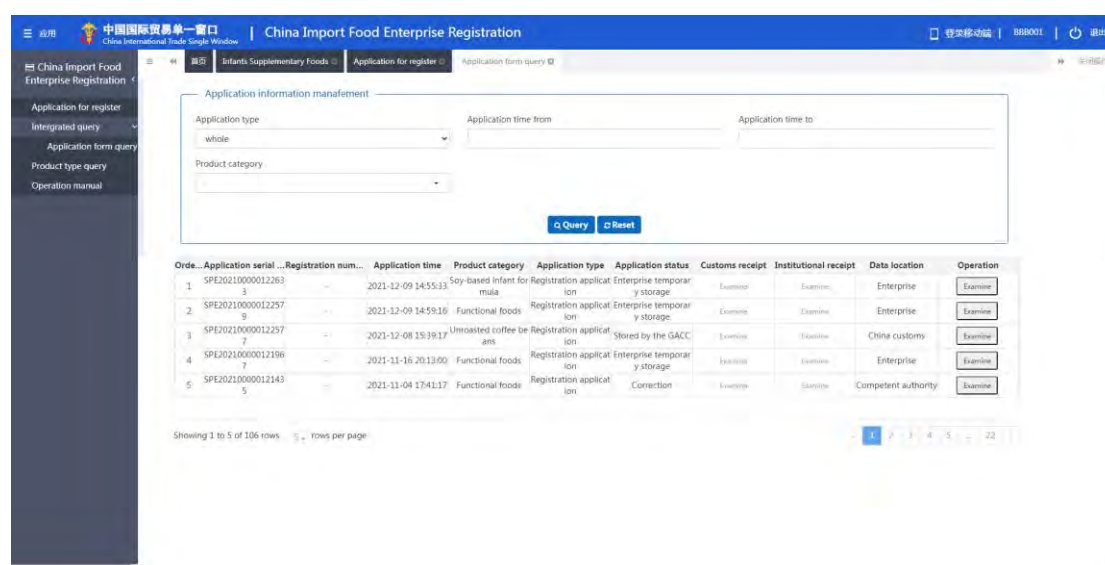 应用
中国国际贸易单一窗口
China International Trade Single Window
China Import Food Enterprise Registration
登录移动端
BBB001
退出
China Import Food
Enterprise Registration
首页
Infants Supplementary Foods
Application for register
Application form query
Application for register
Intergrated query
Application form query
Product type query
Operation manual
Application information manafement
Application type
Application time from
Application time to
whole
Product category
Query
Reset
Orde... Application serial ... Registration num... Application time Product category Application type Application status Customs receipt Institutional receipt Data location Operation
1 SPE20210000012263 -- 2021-12-09 14:55:33 Soy-based infant for Registration applicat Enterprise temporar Examine Examine Enterprise Examine
3 mula ion y storage
2 SPE20210000012257 -- 2021-12-09 14:59:16 Functional foods Registration applicat Enterprise temporar Examine Examine Enterprise Examine
9 ion y storage
3 SPE20210000012257 -- 2021-12-08 15:39:17 Unroasted coffee be Registration applicat Stored by the GACC Examine Examine China customs Examine
7 ans ion
4 SPE20210000012196 -- 2021-11-16 20:13:00 Functional foods Registration applicat Enterprise temporar Examine Examine Enterprise Examine
7 ion y storage
5 SPE20210000012143 -- 2021-11-04 17:41:17 Functional foods Registration applicat Correction Examine Examine Competent authority Examine
5 ion
Showing 1 to 5 of 106 rows 5 rows per page
1 2 3 4 5 ... 22